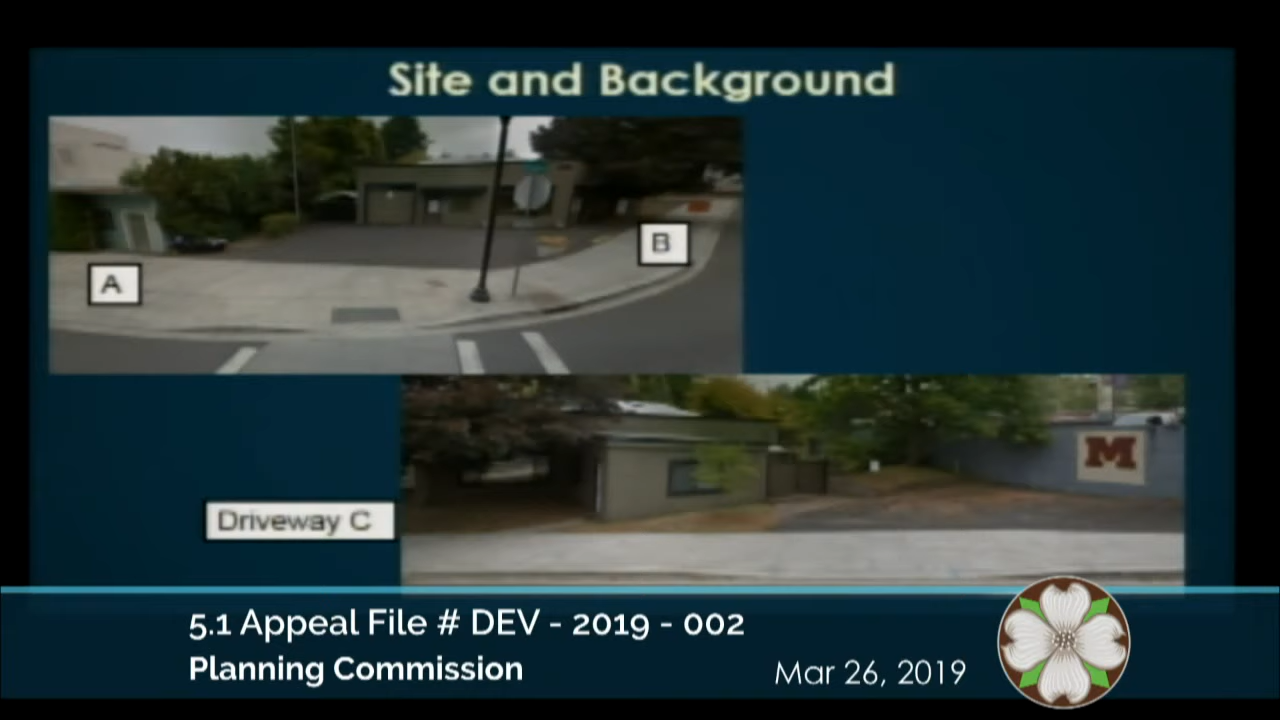 Site and Background
A
B
M
Driveway C
5.1 Appeal File # DEV - 2019 - 002
Planning Commission
Mar 26, 2019